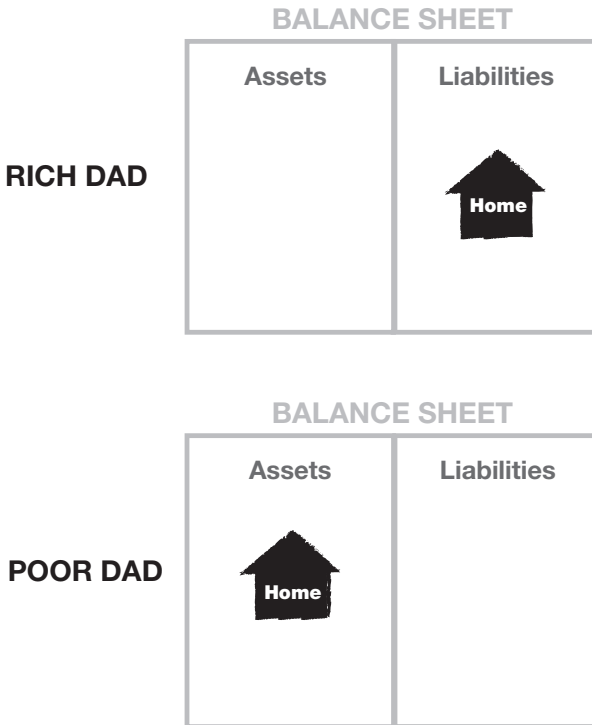 BALANCE SHEET
Assets Liabilities
RICH DAD
Home
BALANCE SHEET
Assets Liabilities
POOR DAD
Home